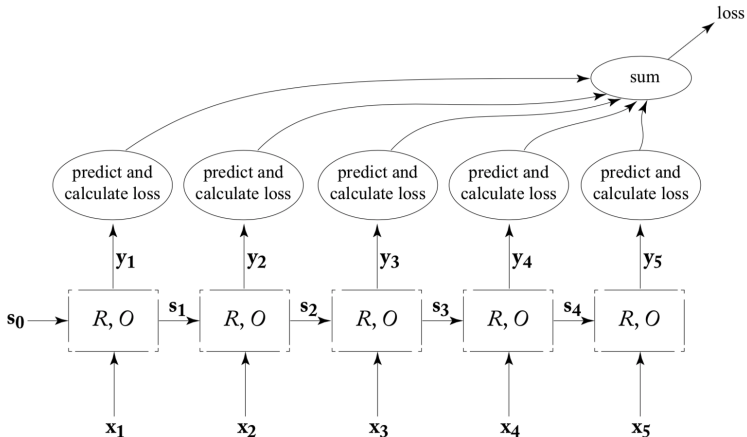 loss
sum
predict and
calculate loss
predict and
calculate loss
predict and
calculate loss
predict and
calculate loss
predict and
calculate loss
y1
y2
y3
y4
y5
s0
R, O
s1
R, O
s2
R, O
s3
R, O
s4
R, O
x1
x2
x3
x4
x5